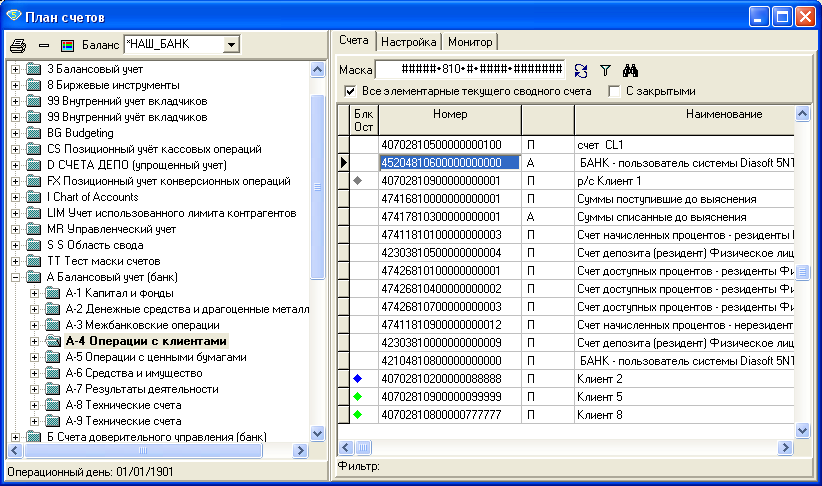 План счетов
Баланс *НАШ_БАНК
3 Балансовый учет
8 Биржевые инструменты
99 Внутренний учет вкладчиков
99 Внутренний учёт вкладчиков
BG Budgeting
CS Позиционный учёт кассовых операций
D СЧЕТА ДЕПО (упрощенный учет)
FX Позиционный учет конверсионных операций
I Chart of Accounts
LIM Учет использованного лимита контрагентов
MR Управленческий учет
S S Область свода
TT Тест маски счетов
А Балансовый учет (банк)
А-1 Капитал и фонды
А-2 Денежные средства и драгоценные металл
А-3 Межбанковские операции
А-4 Операции с клиентами
А-5 Операции с ценными бумагами
А-6 Средства и имущество
А-7 Результаты деятельности
А-8 Технические счета
А-9 Технические счета
Б Счета доверительного управления (банк)
Операционный день: 01/01/1901
Счета Настройка Монитор
Маска #####•810•#•####•#######
Все элементарные текущего сводного счета С закрытыми
Блк Ост Номер Наименование
40702810500000000100 П счет CL1
45204810600000000000 А БАНК - пользователь системы Diasoft 5NT
40702810900000000001 П р/с Клиент 1
47416810000000000001 П Суммы поступившие до выяснения
47417810300000000001 А Суммы списанные до выяснения
47411810100000000003 П Счет начисленных процентов - резиденты
42303810500000000004 П Счет депозита (резидент) Физическое лиц
47426810100000000001 П Счет доступных процентов - резиденты Фи
47426810400000000002 П Счет доступных процентов - резиденты Фи
47426810700000000003 П Счет доступных процентов - резиденты Фи
47411810900000000012 П Счет начисленных процентов - нерезидент
42303810000000000009 П Счет депозита (резидент) Физическое лиц
42104810800000000000 П БАНК - пользователь системы Diasoft 5NT
40702810200000088888 П Клиент 2
40702810900000099999 П Клиент 5
40702810800000777777 П Клиент 8
Фильтр: